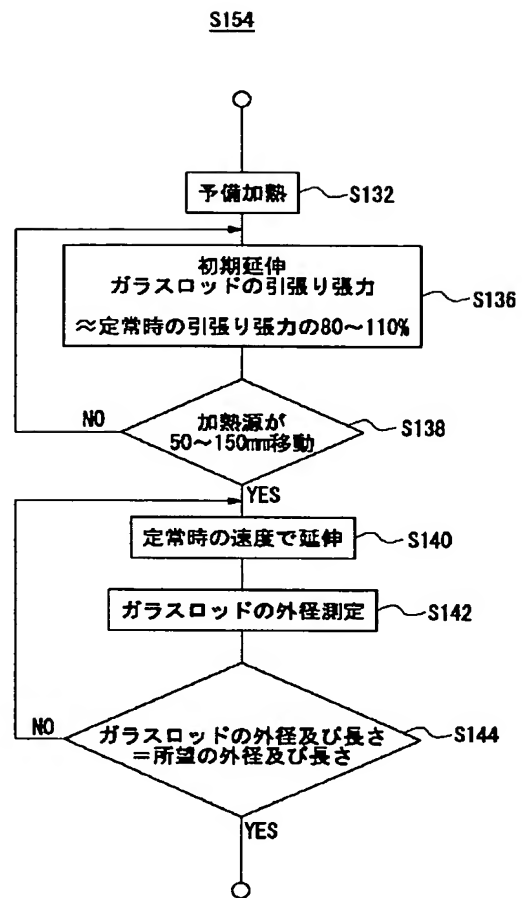 S154
予備加熱
S132
初期延伸
ガラスロッドの引張り張力
≈定常時の引張り張力の80〜110%
S136
加熱源が
50〜150mm移動
S138
NO
YES
定常時の速度で延伸
S140
ガラスロッドの外径測定
S142
ガラスロッドの外径及び長さ
=所望の外径及び長さ
S144
NO
YES